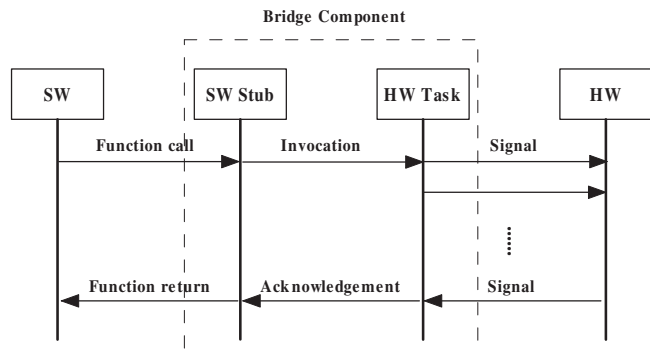 Bridge Component
SW
SW Stub
HW Task
HW
Function call
Invocation
Signal
Function return
Acknowledgement
Signal